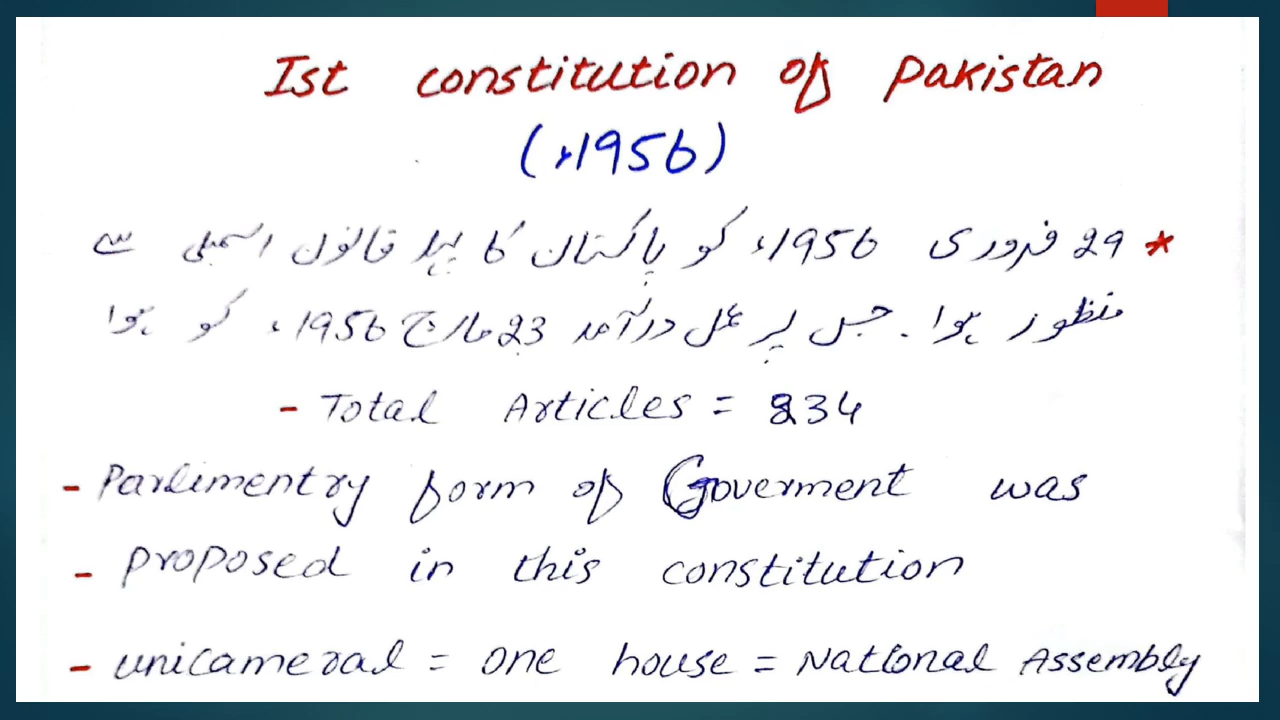 Ist constitution of Pakistan
(1956ء)
* 29 فروری 1956ء کو پاکستان کا پہلا قانون اسمبلی سے
منظور ہوا۔ جس پر عمل درآمد 23 مارچ 1956ء کو ہوا
- Total Articles = 234
- Parlimentry form of Goverment was
- proposed in this constitution
- unicameral = one house = National Assembly